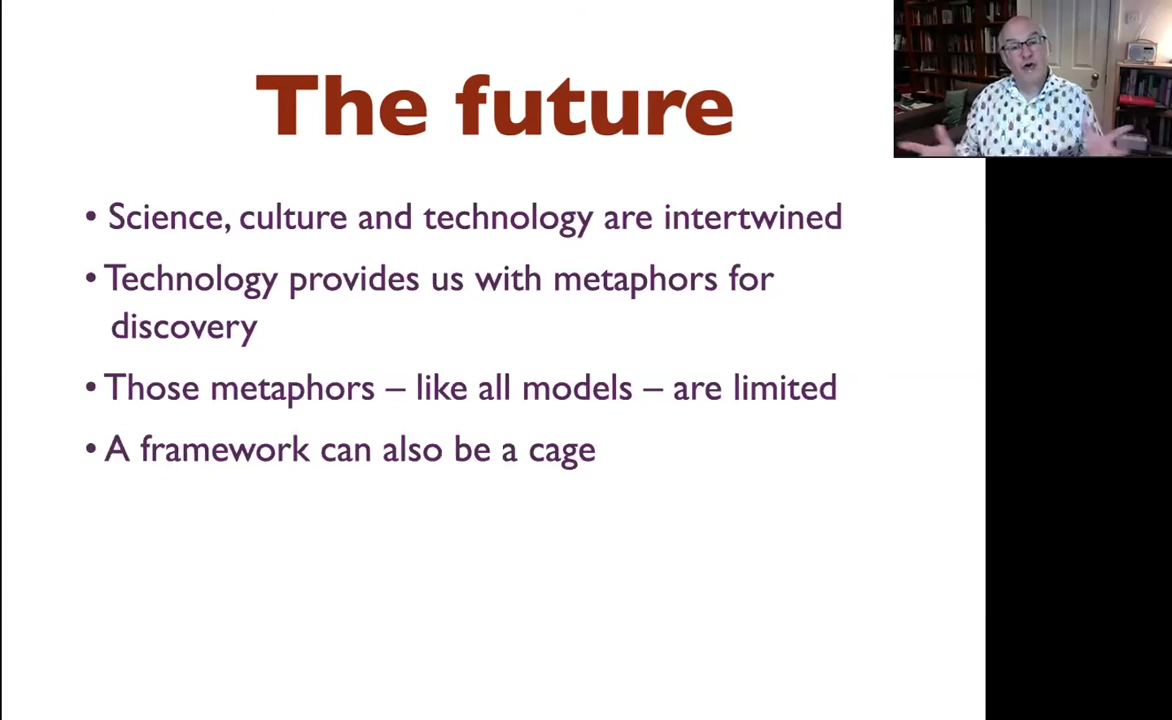 The future
• Science, culture and technology are intertwined
• Technology provides us with metaphors for
discovery
• Those metaphors – like all models – are limited
• A framework can also be a cage